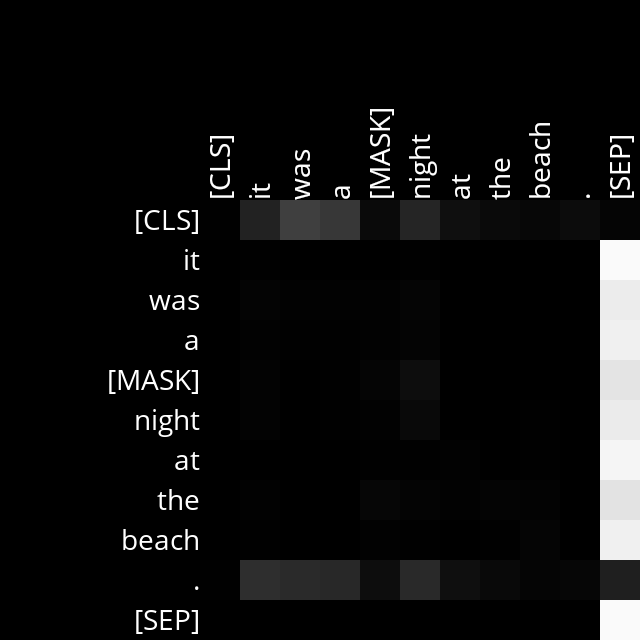 [CLS] it was a [MASK] night at the beach . [SEP]
[CLS]
it
was
a
[MASK]
night
at
the
beach
.
[SEP]